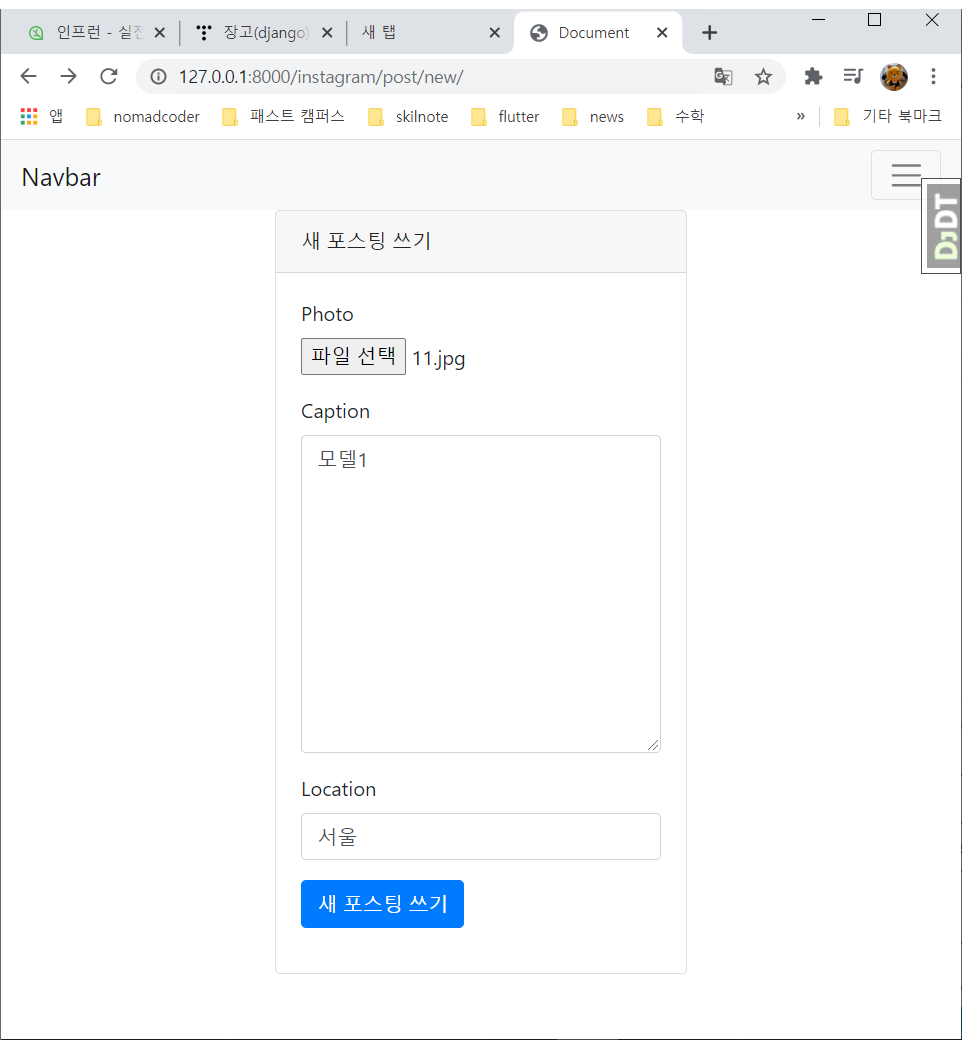 인프런 - 실전
장고(django)
새 탭
Document
127.0.0.1:8000/instagram/post/new/
앱
nomadcoder
패스트 캠퍼스
skilnote
flutter
news
수학
»
기타 북마크
Navbar
DjDT
새 포스팅 쓰기
Photo
파일 선택 11.jpg
Caption
모델1
Location
서울
새 포스팅 쓰기